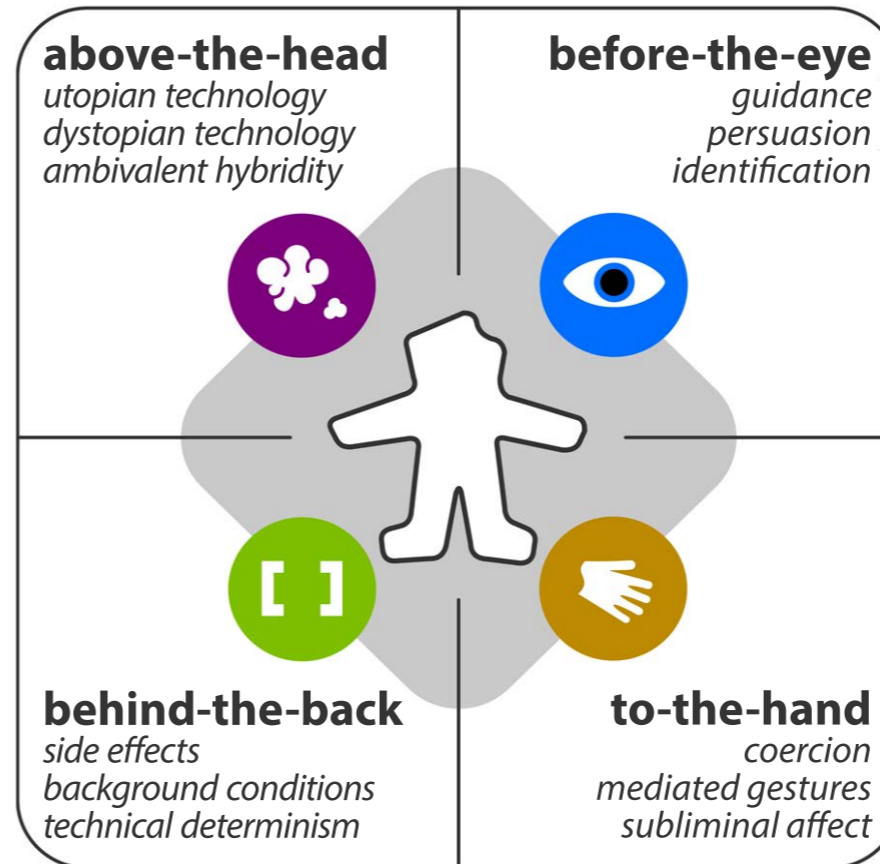 above-the-head
utopian technology
dystopian technology
ambivalent hybridity
before-the-eye
guidance
persuasion
identification
behind-the-back
side effects
background conditions
technical determinism
to-the-hand
coercion
mediated gestures
subliminal affect